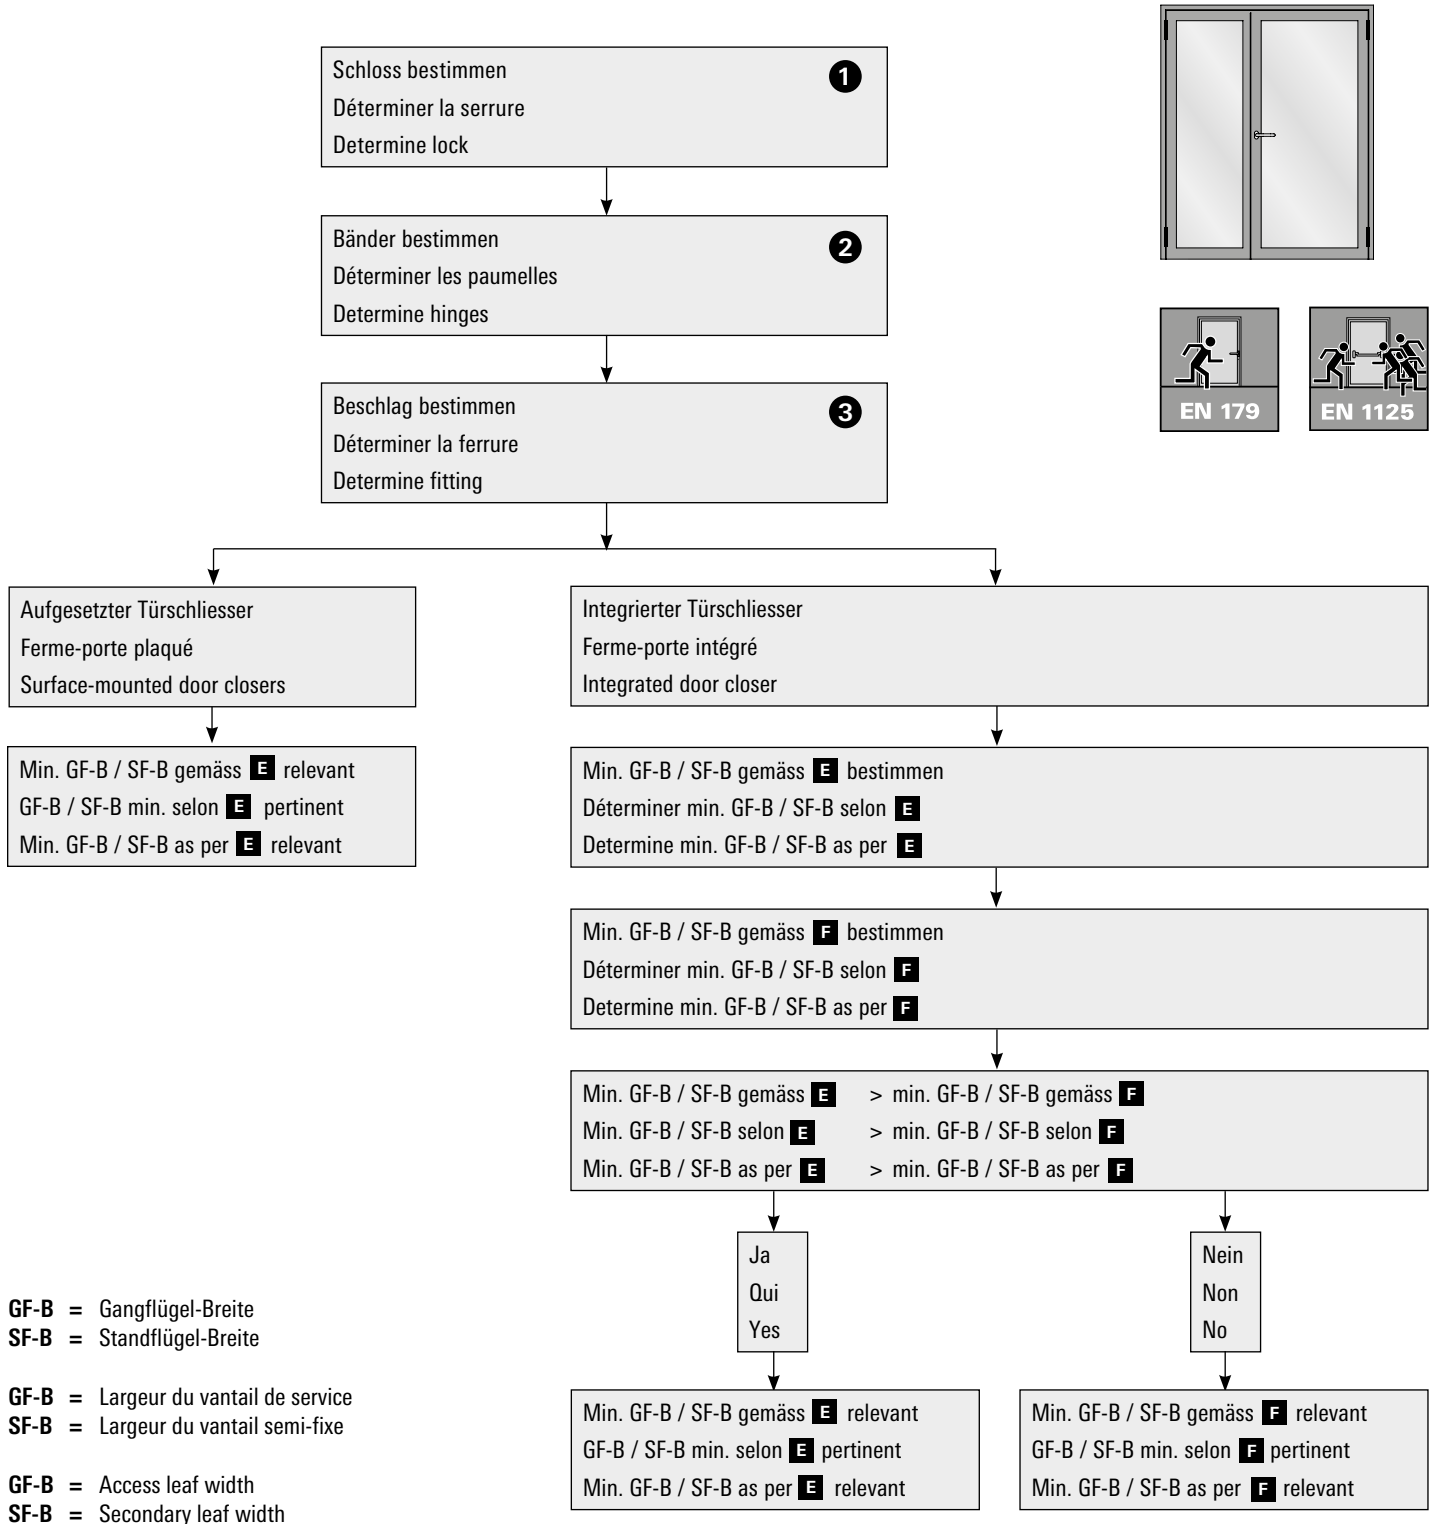 Schloss bestimmen
1
Déterminer la serrure
Determine lock
Bänder bestimmen
2
Déterminer les paumelles
Determine hinges
EN 179
EN 1125
Beschlag bestimmen
3
Déterminer la ferrure
Determine fitting
Aufgesetzter Türschliesser
Ferme-porte plaqué
Surface-mounted door closers
Integrierter Türschliesser
Ferme-porte intégré
Integrated door closer
Min. GF-B / SF-B gemäss E relevant
GF-B / SF-B min. selon E pertinent
Min. GF-B / SF-B as per E relevant
Min. GF-B / SF-B gemäss E bestimmen
Déterminer min. GF-B / SF-B selon E
Determine min. GF-B / SF-B as per E
Min. GF-B / SF-B gemäss F bestimmen
Déterminer min. GF-B / SF-B selon F
Determine min. GF-B / SF-B as per F
Min. GF-B / SF-B gemäss E > min. GF-B / SF-B gemäss F
Min. GF-B / SF-B selon E > min. GF-B / SF-B selon F
Min. GF-B / SF-B as per E > min. GF-B / SF-B as per F
Ja
Qui
Yes
Nein
Non
No
Min. GF-B / SF-B gemäss E relevant
GF-B / SF-B min. selon E pertinent
Min. GF-B / SF-B as per E relevant
Min. GF-B / SF-B gemäss F relevant
GF-B / SF-B min. selon F pertinent
Min. GF-B / SF-B as per F relevant
GF-B = Gangflügel-Breite
SF-B = Standflügel-Breite
GF-B = Largeur du vantail de service
SF-B = Largeur du vantail semi-fixe
GF-B = Access leaf width
SF-B = Secondary leaf width